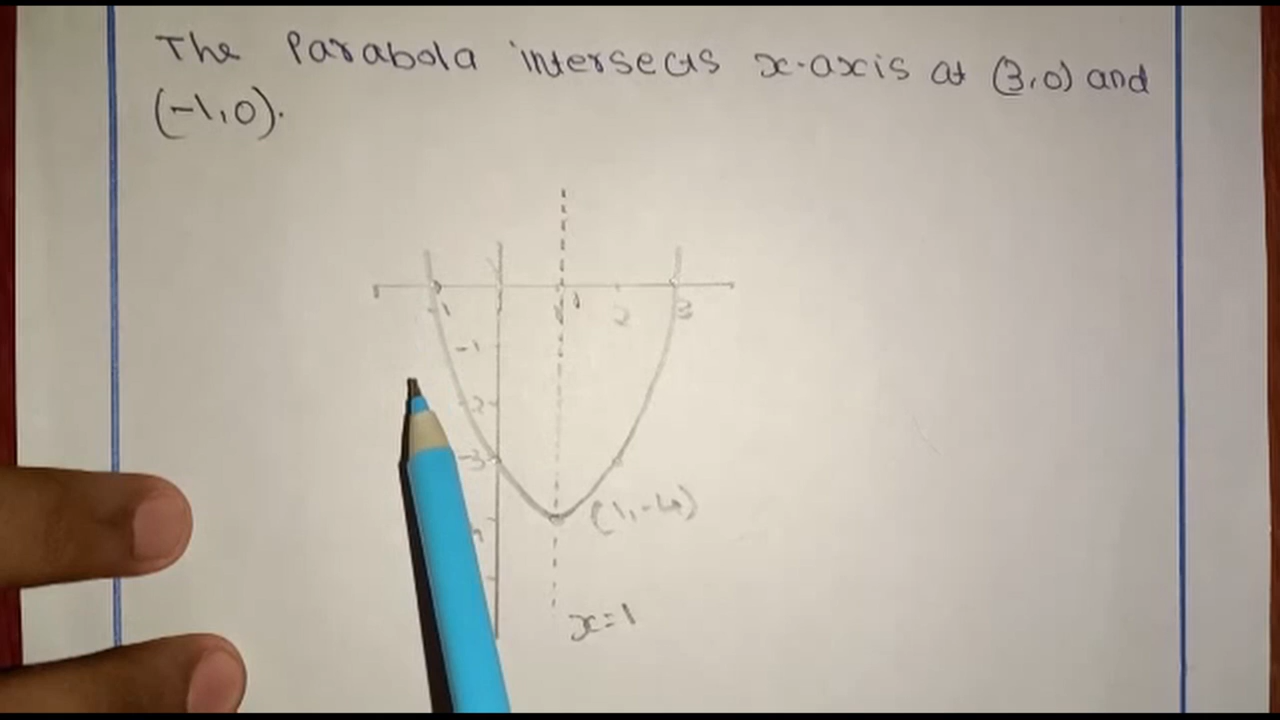 The Parabola intersects x-axis at (3,0) and
(-1,0).
1 2 3
-1
-2
-3
(1,-4)
x=1